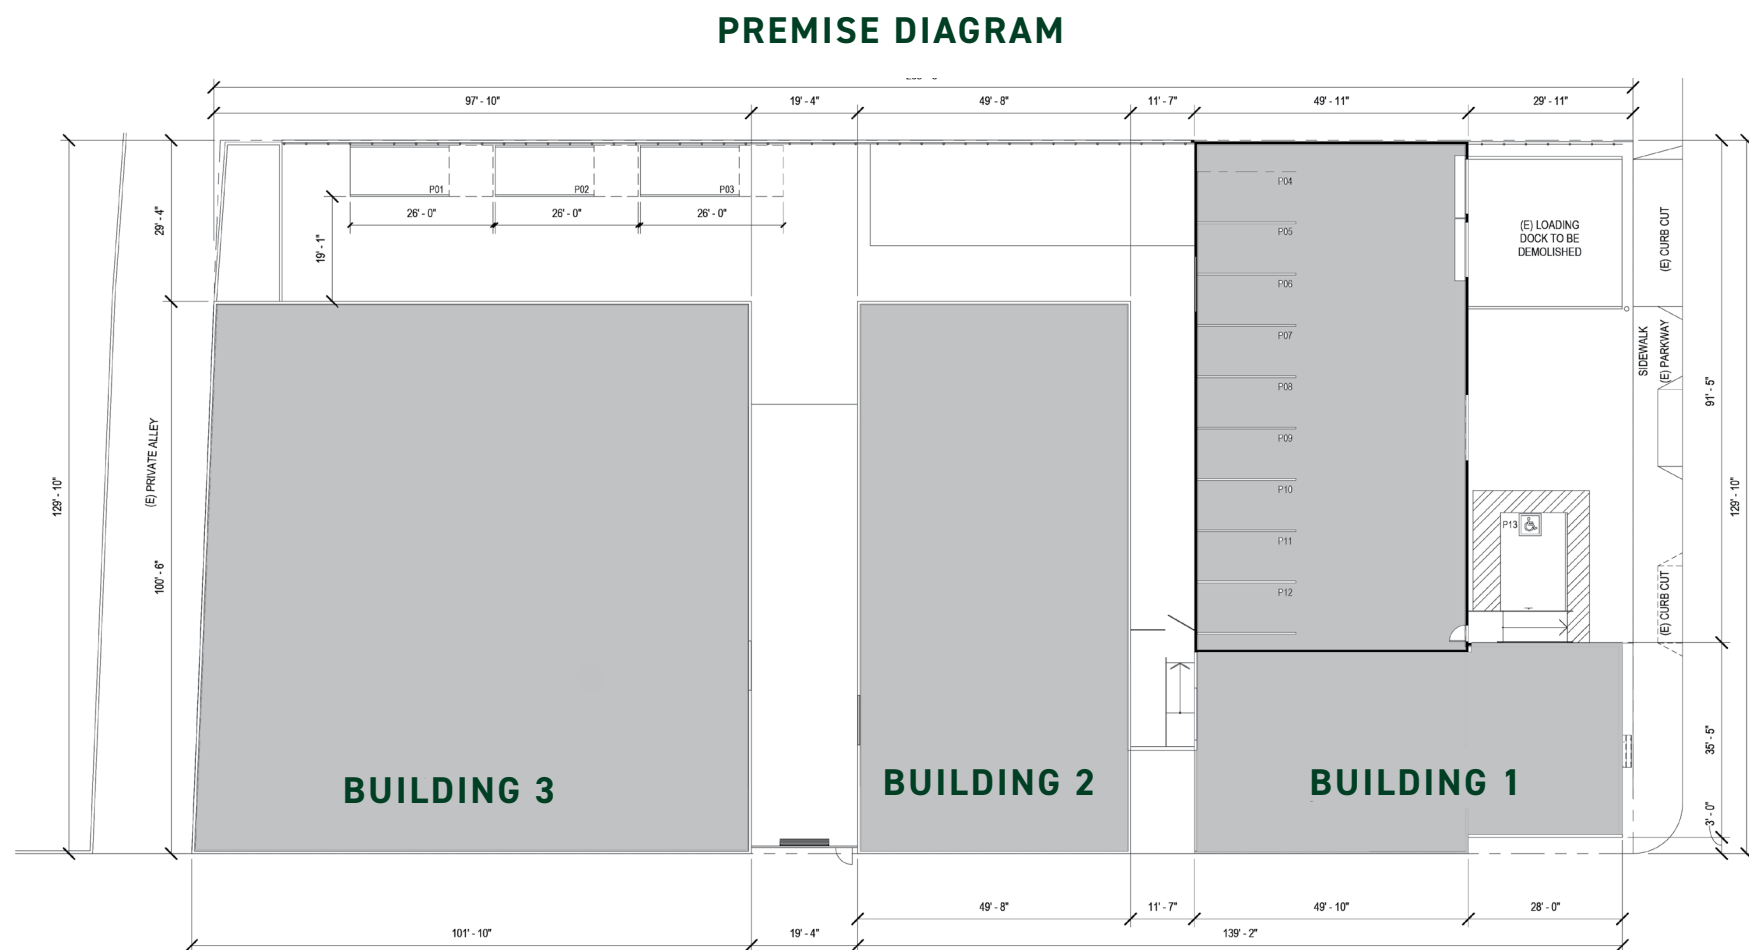 PREMISE DIAGRAM
97' - 10"
19' - 4"
49' - 8"
11' - 7"
49' - 11"
29' - 11"
P01
P02
P03
26' - 0"
26' - 0"
26' - 0"
19' - 1"
29' - 4"
129' - 10"
(E) PRIVATE ALLEY
100' - 6"
P04
P05
P06
P07
P08
P09
P10
P11
P12
(E) LOADING
DOCK TO BE
DEMOLISHED
(E) CURB CUT
SIDEWALK
(E) PARKWAY
91' - 5"
129' - 10"
P13
(E) CURB CUT
35' - 5"
3' - 0"
BUILDING 3
BUILDING 2
BUILDING 1
49' - 8"
11' - 7"
49' - 10"
28' - 0"
101' - 10"
19' - 4"
139' - 2"